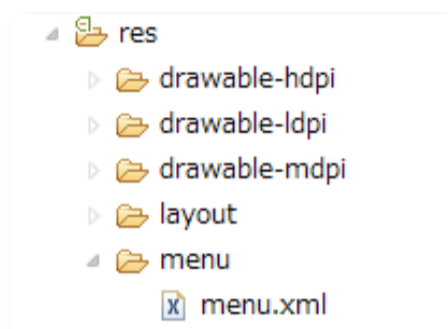 res
drawable-hdpi
drawable-ldpi
drawable-mdpi
layout
menu
menu.xml